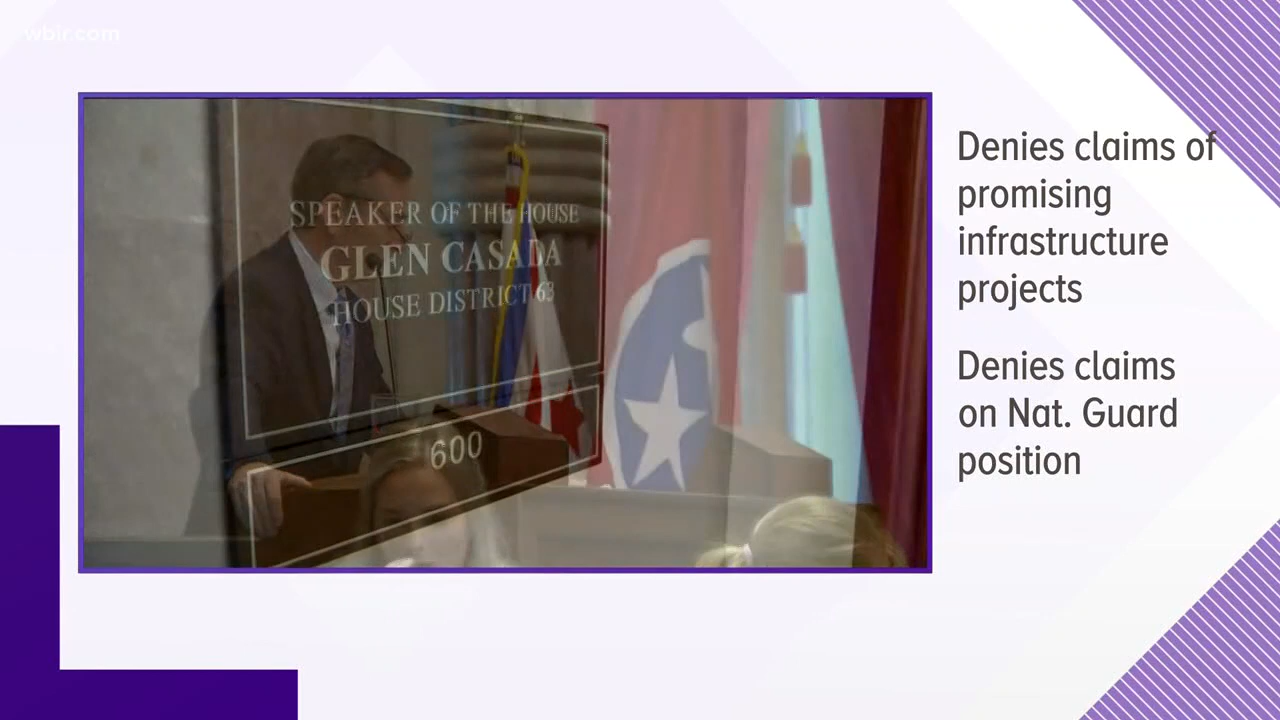 wbir.com
SPEAKER OF THE HOUSE
GLEN CASADA
HOUSE DISTRICT 63
600
Denies claims of
promising
infrastructure
projects
Denies claims
on Nat. Guard
position